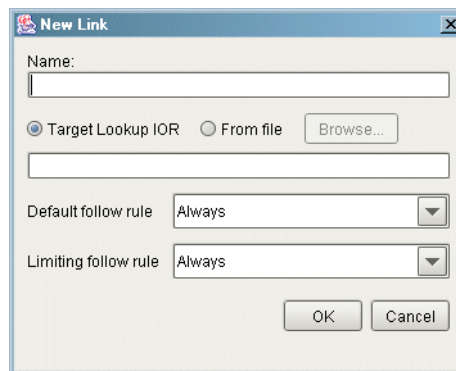 New Link
Name:
Target Lookup IOR From file Browse...
Default follow rule Always
Limiting follow rule Always
OK Cancel